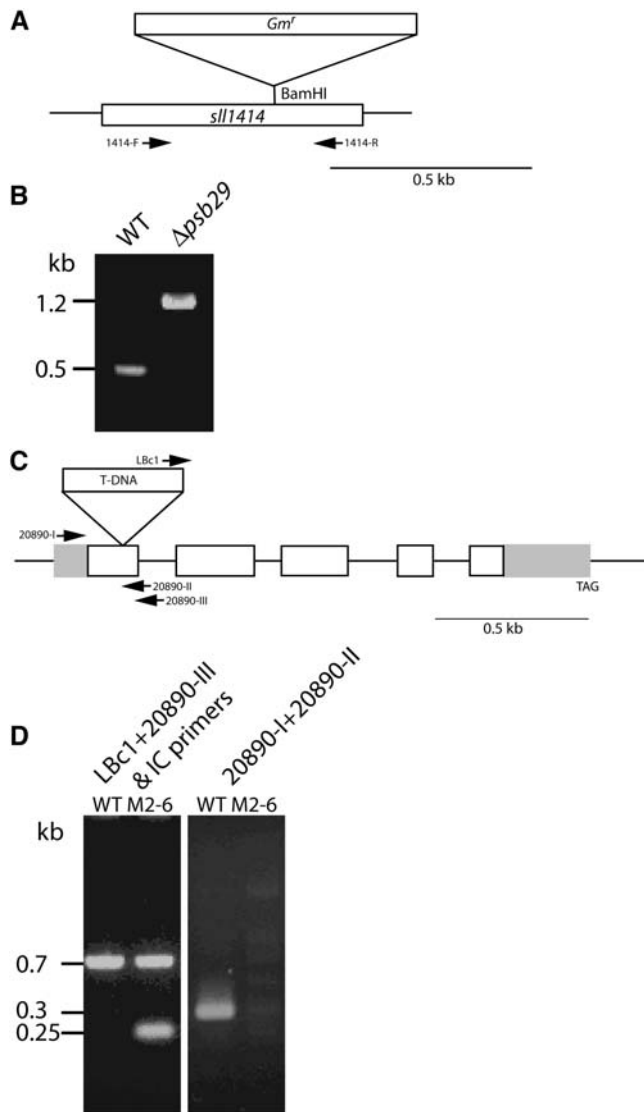 A
Gmr
BamHI
sll1414
1414-F
1414-R
0.5 kb
B
WT
Δpsb29
kb
1.2
0.5
C
LBc1
T-DNA
20890-I
20890-II
20890-III
TAG
0.5 kb
D
LBc1+20890-III
& IC primers
20890-I+20890-II
WT M2-6
WT M2-6
kb
0.7
0.3
0.25